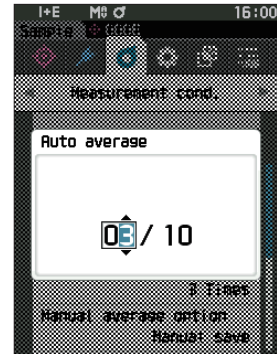 I+E M 16:00
Sample
Measurement cond.
Auto average
03 / 10
3 Times
Manual average option
Manual save